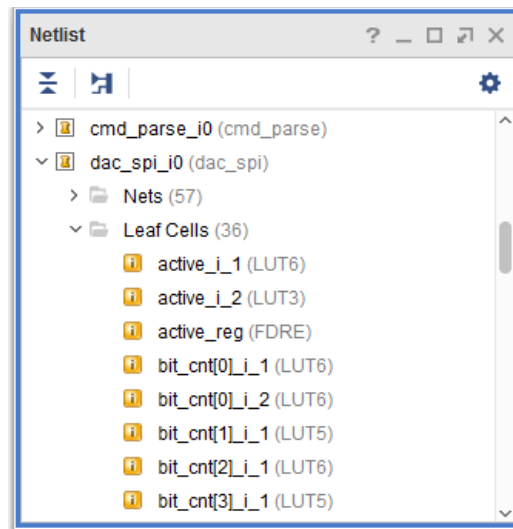 Netlist
cmd_parse_i0 (cmd_parse)
dac_spi_i0 (dac_spi)
Nets (57)
Leaf Cells (36)
active_i_1 (LUT6)
active_i_2 (LUT3)
active_reg (FDRE)
bit_cnt[0]_i_1 (LUT6)
bit_cnt[0]_i_2 (LUT6)
bit_cnt[1]_i_1 (LUT5)
bit_cnt[2]_i_1 (LUT6)
bit_cnt[3]_i_1 (LUT5)